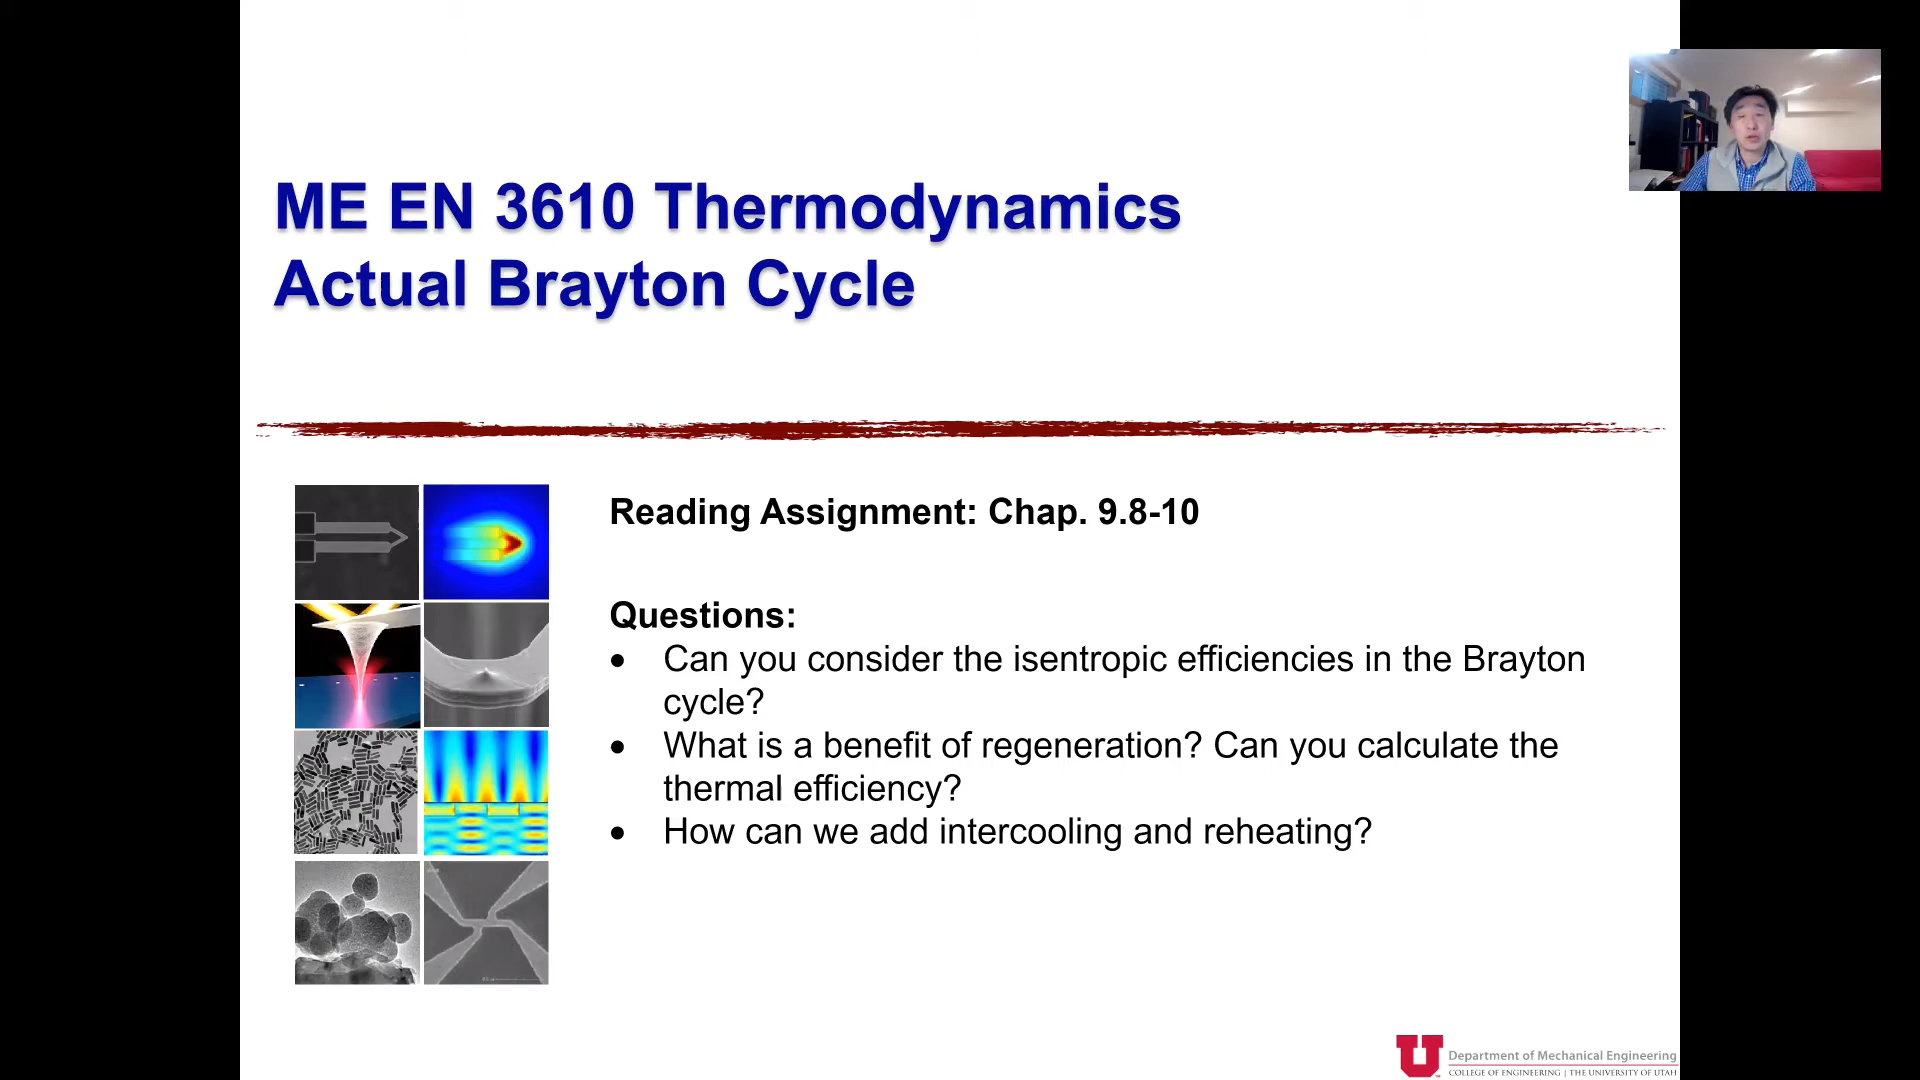 ME EN 3610 Thermodynamics
Actual Brayton Cycle
Reading Assignment: Chap. 9.8-10
Questions:
• Can you consider the isentropic efficiencies in the Brayton
cycle?
• What is a benefit of regeneration? Can you calculate the
thermal efficiency?
• How can we add intercooling and reheating?
U
Department of Mechanical Engineering
COLLEGE OF ENGINEERING | THE UNIVERSITY OF UTAH